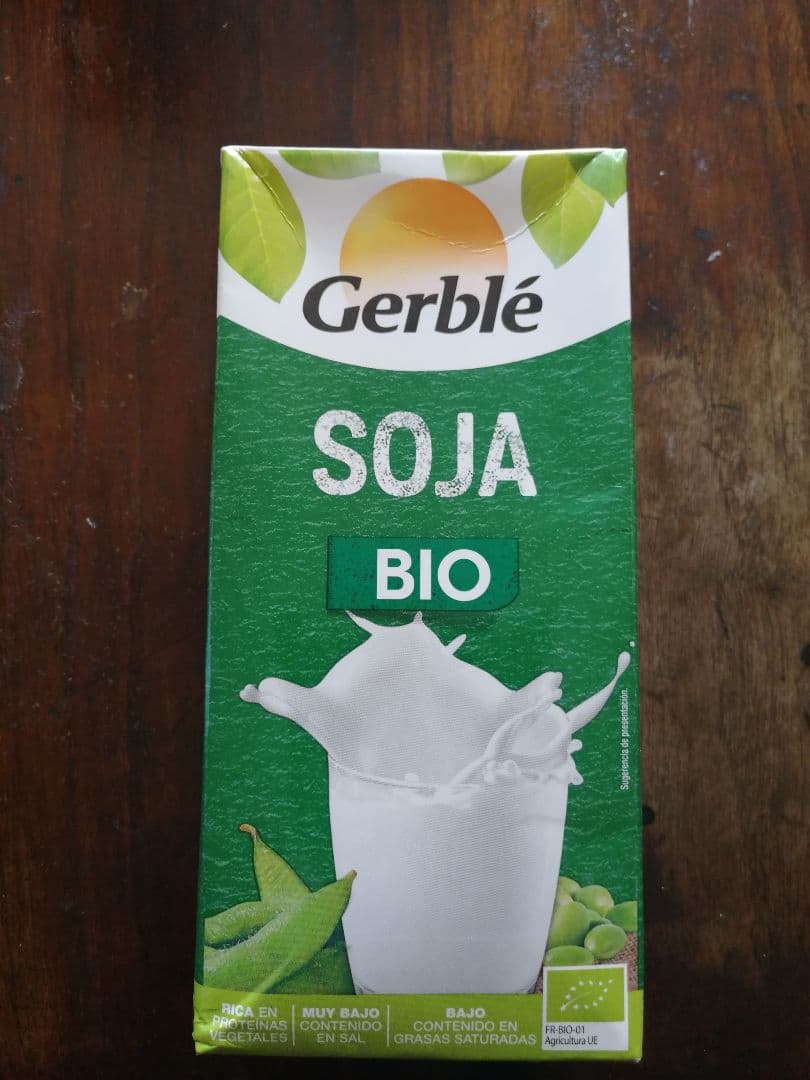 Gerblé
SOJA
BIO
Sugerencia de presentación.
RICA EN
PROTEÍNAS
VEGETALES
MUY BAJO
CONTENIDO
EN SAL
BAJO
CONTENIDO EN
GRASAS SATURADAS
FR-BIO-01
Agricultura UE